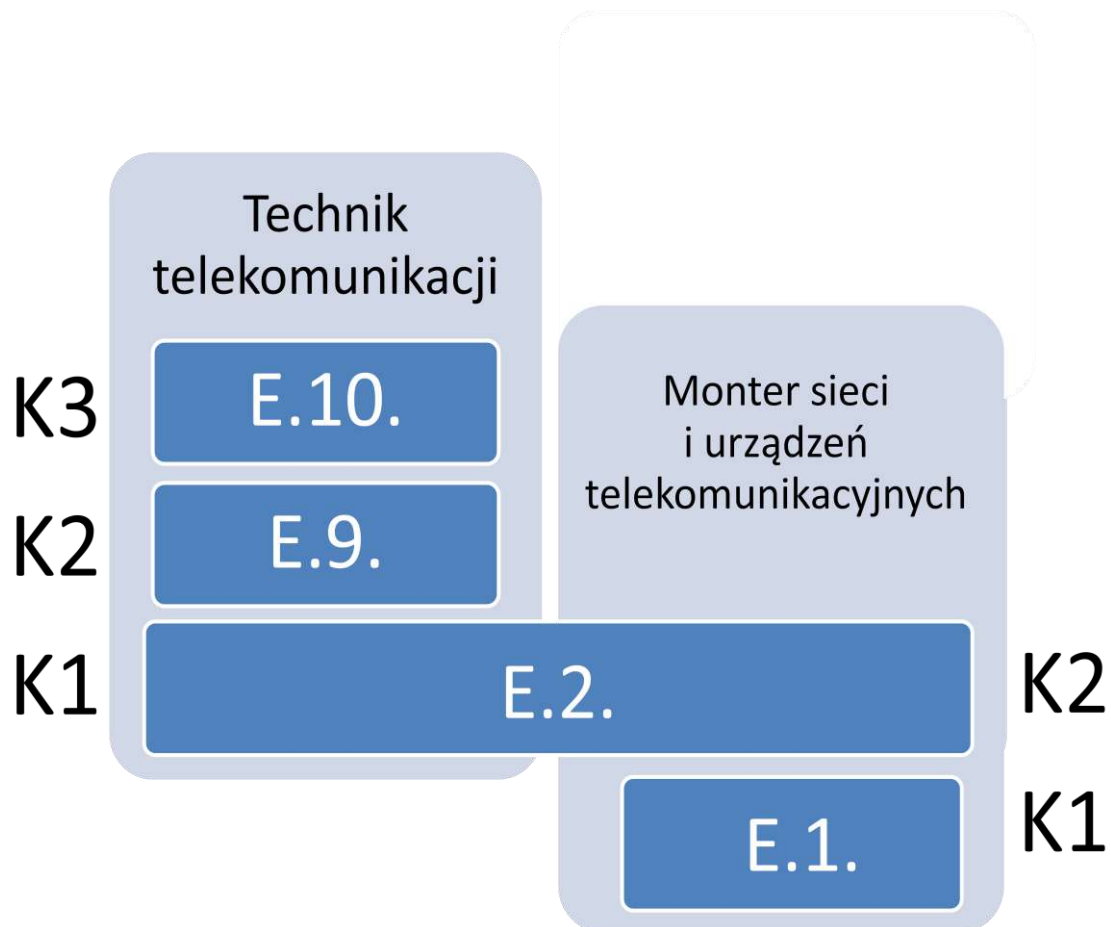 Technik
telekomunikacji
K3
E.10.
K2
E.9.
K1
E.2.
Monter sieci
i urządzeń
telekomunikacyjnych
K2
E.1.
K1